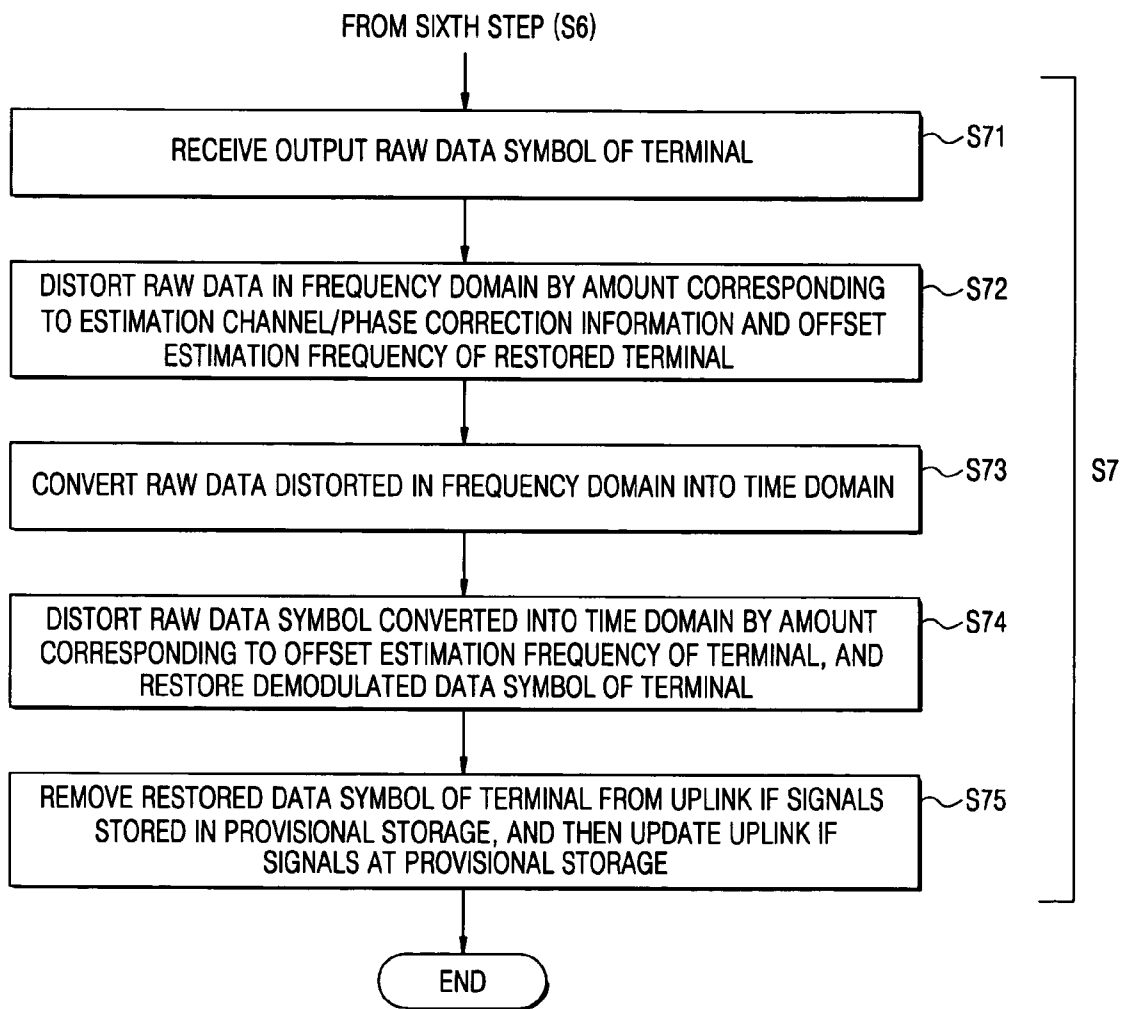 FROM SIXTH STEP (S6)
RECEIVE OUTPUT RAW DATA SYMBOL OF TERMINAL
S71
DISTORT RAW DATA IN FREQUENCY DOMAIN BY AMOUNT CORRESPONDING
TO ESTIMATION CHANNEL/PHASE CORRECTION INFORMATION AND OFFSET
ESTIMATION FREQUENCY OF RESTORED TERMINAL
S72
CONVERT RAW DATA DISTORTED IN FREQUENCY DOMAIN INTO TIME DOMAIN
S73
S7
DISTORT RAW DATA SYMBOL CONVERTED INTO TIME DOMAIN BY AMOUNT
CORRESPONDING TO OFFSET ESTIMATION FREQUENCY OF TERMINAL, AND
RESTORE DEMODULATED DATA SYMBOL OF TERMINAL
S74
REMOVE RESTORED DATA SYMBOL OF TERMINAL FROM UPLINK IF SIGNALS
STORED IN PROVISIONAL STORAGE, AND THEN UPDATE UPLINK IF
SIGNALS AT PROVISIONAL STORAGE
S75
END